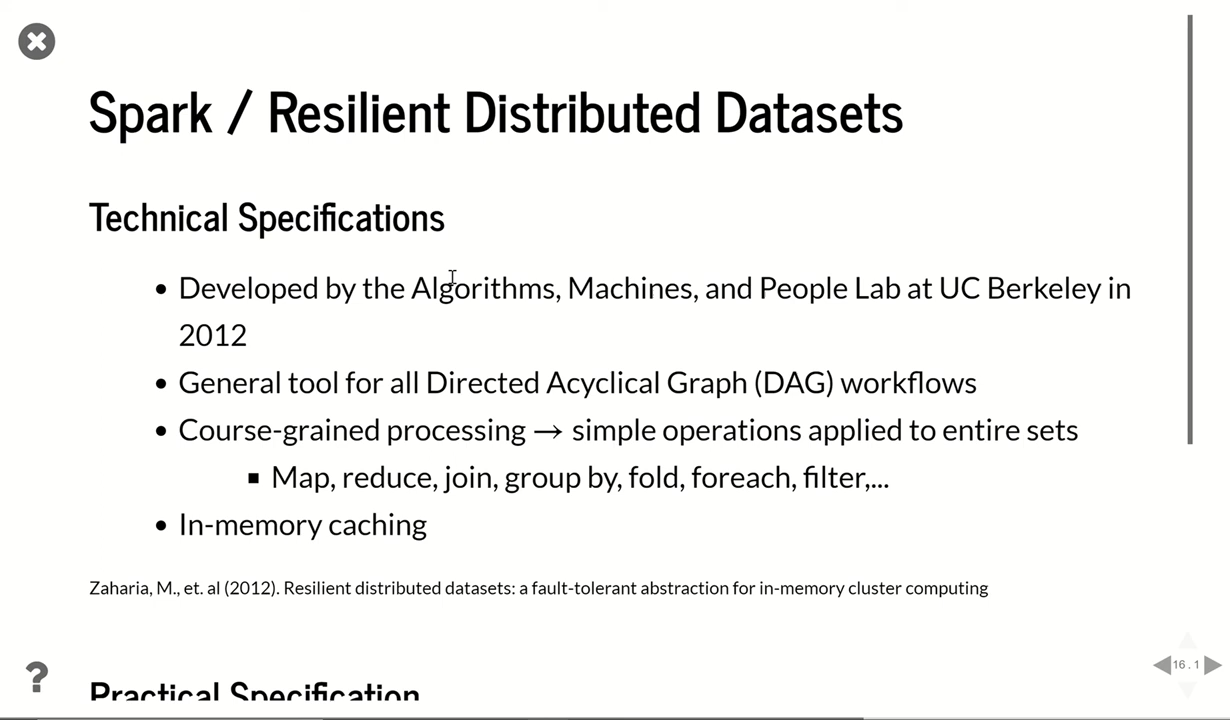 Spark / Resilient Distributed Datasets
Technical Specifications
• Developed by the Algorithms, Machines, and People Lab at UC Berkeley in
2012
• General tool for all Directed Acyclical Graph (DAG) workflows
• Course-grained processing → simple operations applied to entire sets
▪ Map, reduce, join, group by, fold, foreach, filter,...
• In-memory caching
Zaharia, M., et. al (2012). Resilient distributed datasets: a fault-tolerant abstraction for in-memory cluster computing
16 . 1
?
Practical Specification